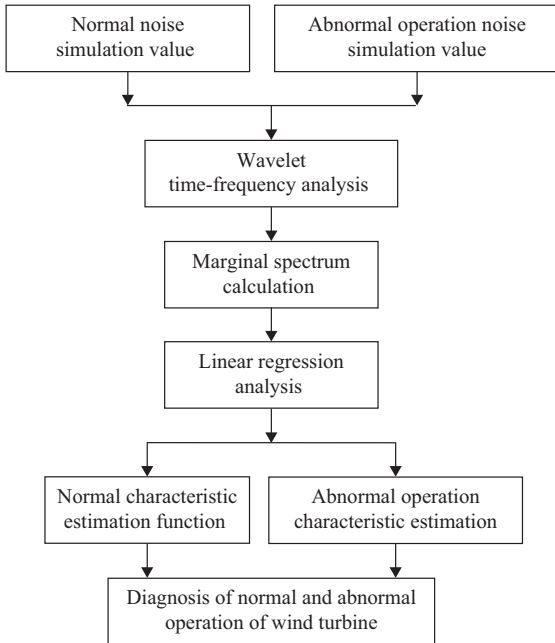 Normal noise
simulation value
Abnormal operation noise
simulation value
Wavelet
time-frequency analysis
Marginal spectrum
calculation
Linear regression
analysis
Normal characteristic
estimation function
Abnormal operation
characteristic estimation
Diagnosis of normal and abnormal
operation of wind turbine